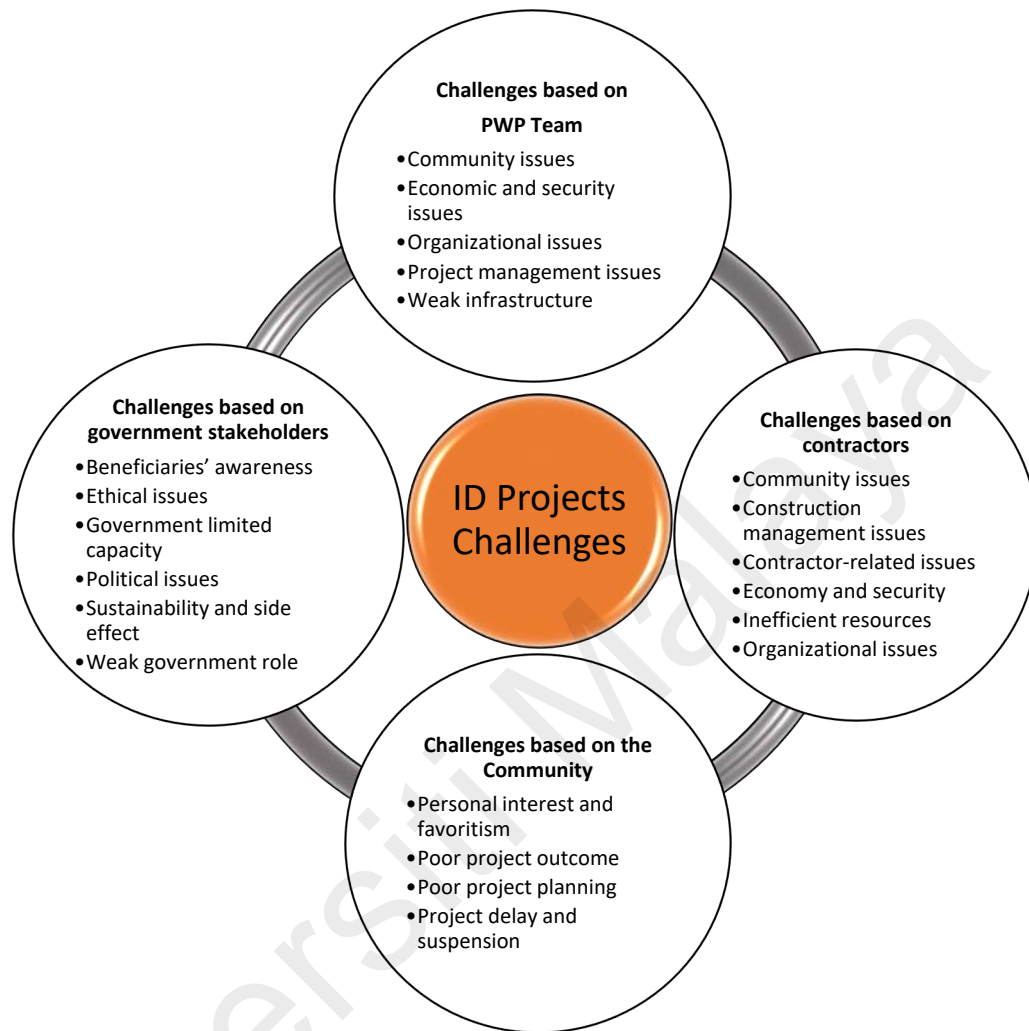 Challenges based on
PWP Team
•Community issues
•Economic and security
issues
•Organizational issues
•Project management issues
•Weak infrastructure
Challenges based on
government stakeholders
•Beneficiaries’ awareness
•Ethical issues
•Government limited
capacity
•Political issues
•Sustainability and side
effect
•Weak government role
ID Projects
Challenges
Challenges based on
contractors
•Community issues
•Construction
management issues
•Contractor-related issues
•Economy and security
•Inefficient resources
•Organizational issues
Challenges based on the
Community
•Personal interest and
favoritism
•Poor project outcome
•Poor project planning
•Project delay and
suspension
ersiti Malaya